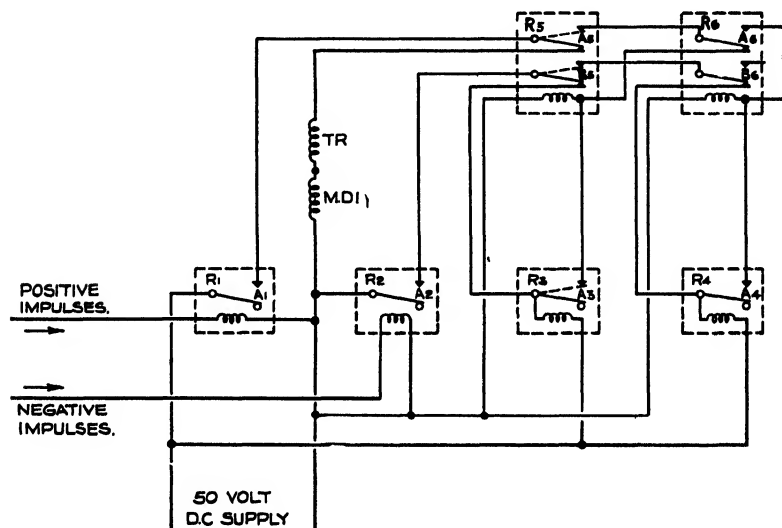 R5
A5
B5
R6
A6
B6
TR
M.D1
R1
A1
R2
A2
R3
A3
R4
A4
POSITIVE
IMPULSES.
NEGATIVE
IMPULSES.
50 VOLT
D.C SUPPLY